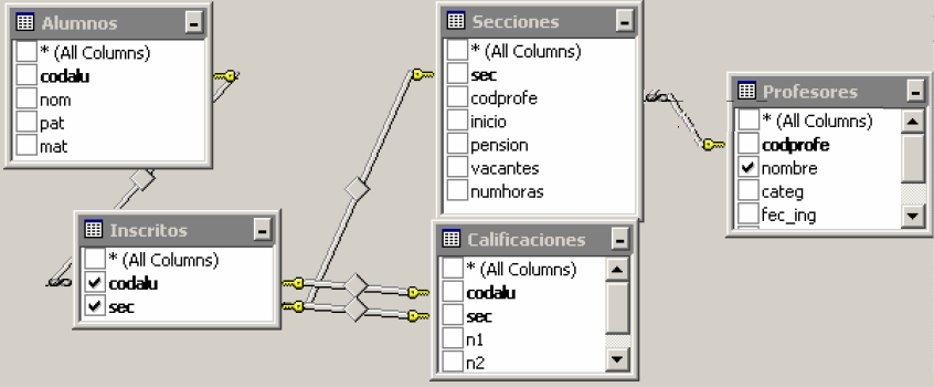 Alumnos
* (All Columns)
codalu
nom
pat
mat
Secciones
* (All Columns)
sec
codprofe
inicio
pension
vacantes
numhoras
Profesores
* (All Columns)
codprofe
nombre
categ
fec_ing
Inscritos
* (All Columns)
codalu
sec
Calificaciones
* (All Columns)
codalu
sec
n1
n2